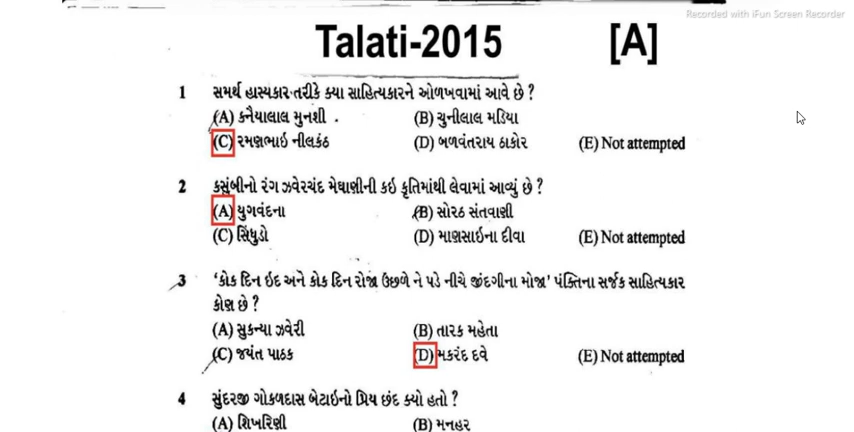 Recorded with iFun Screen Recorder
Talati-2015 [A]
1 સમર્થ હાસ્યકાર તરીકે ક્યા સાહિત્યકારને ઓળખવામાં આવે છે ?
(A) કનૈયાલાલ મુનશી . (B) ચુનીલાલ મડિયા
(C) રમણભાઇ નીલકંઠ (D) બળવંતરાય ઠાકોર (E) Not attempted
2 કસુંબીનો રંગ ઝવેરચંદ મેઘાણીની કઇ કૃતિમાંથી લેવામાં આવ્યું છે ?
(A) યુગવંદના (B) સોરઠ સંતવાણી
(C) સિંધુડો (D) માણસાઇના દીવા (E) Not attempted
3 ‘કોક દિન ઇદ અને કોક દિન રોજા ઉછળે ને પડે નીચે જીંદગીના મોજા’ પંક્તિના સર્જક સાહિત્યકાર
કોણ છે ?
(A) સુકન્યા ઝવેરી (B) તારક મહેતા
(C) જયંત પાઠક (D) મકરંદ દવે (E) Not attempted
4 સુંદરજી ગોકળદાસ બેટાઇનો પ્રિય છંદ ક્યો હતો ?
(A) શિખરિણી (B) મનહર